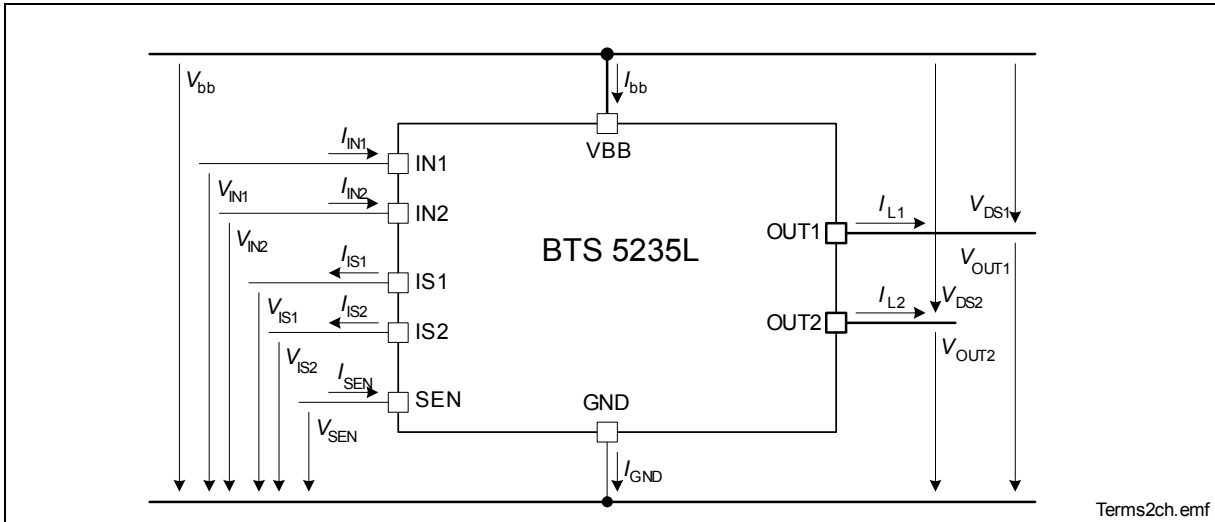 V_bb
I_bb
VBB
I_IN1
IN1
V_IN1
I_IN2
IN2
V_IN2
I_IS1
IS1
V_IS1
I_IS2
IS2
V_IS2
I_SEN
SEN
V_SEN
BTS 5235L
GND
I_GND
OUT1
I_L1
V_DS1
V_OUT1
OUT2
I_L2
V_DS2
V_OUT2
Terms2ch.emf